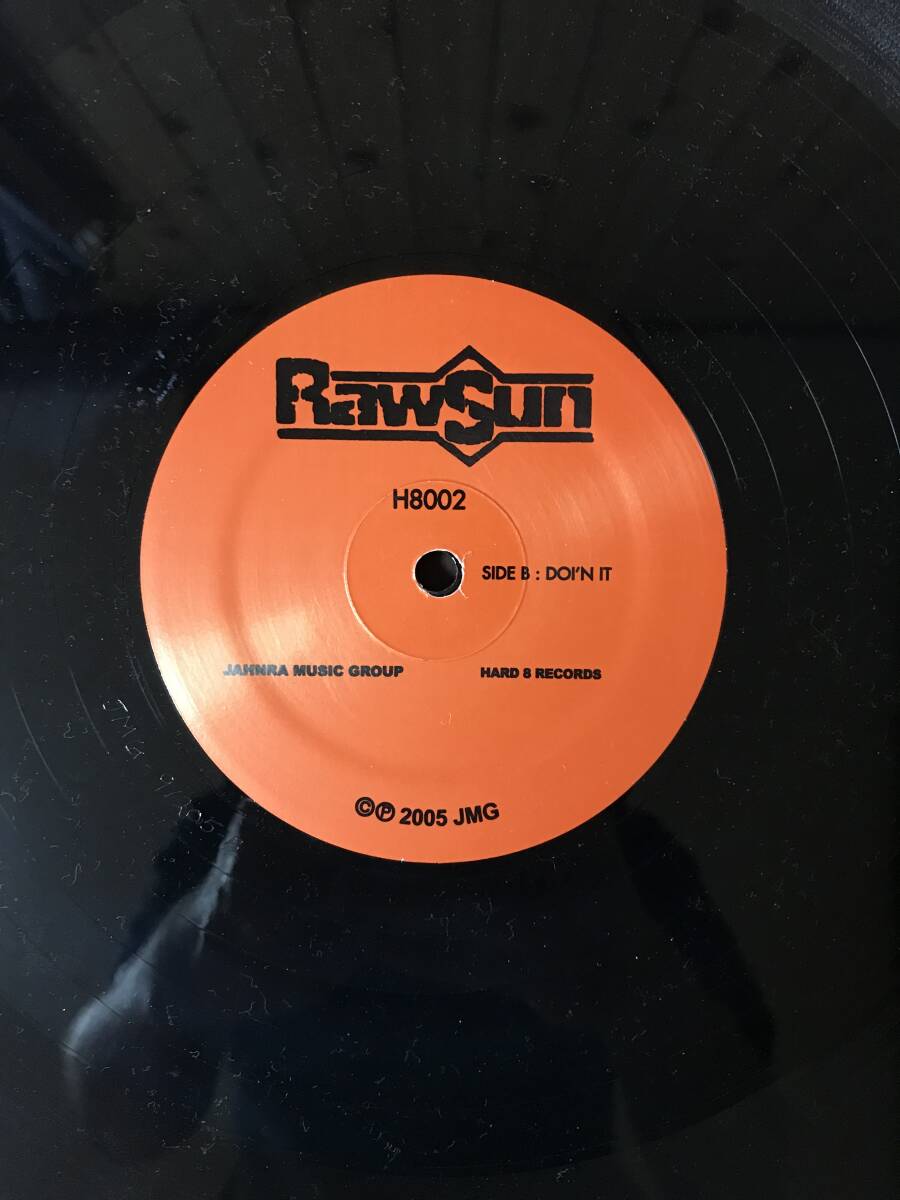 RawSun
H8002
SIDE B : DOI'N IT
JAHNRA MUSIC GROUP
HARD 8 RECORDS
©℗ 2005 JMG